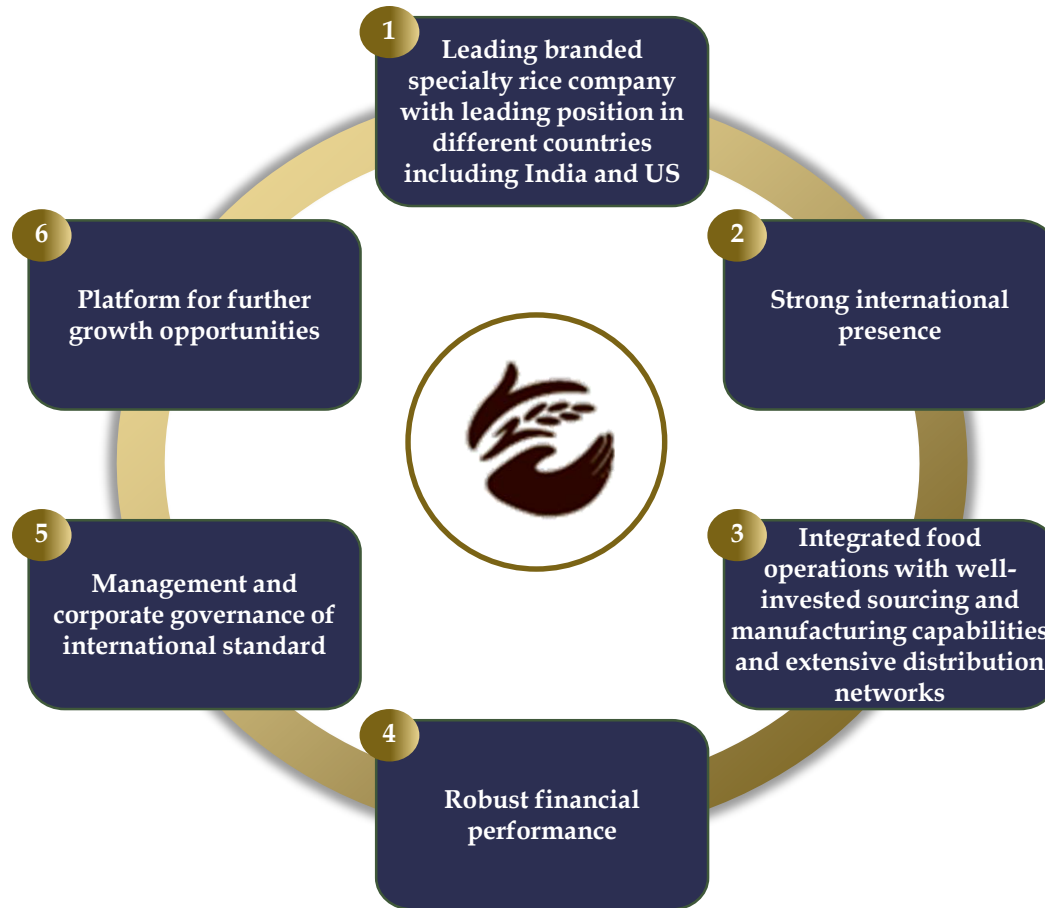 1
Leading branded
specialty rice company
with leading position in
different countries
including India and US
2
Strong international
presence
3
Integrated food
operations with well-
invested sourcing and
manufacturing capabilities
and extensive distribution
networks
4
Robust financial
performance
5
Management and
corporate governance of
international standard
6
Platform for further
growth opportunities